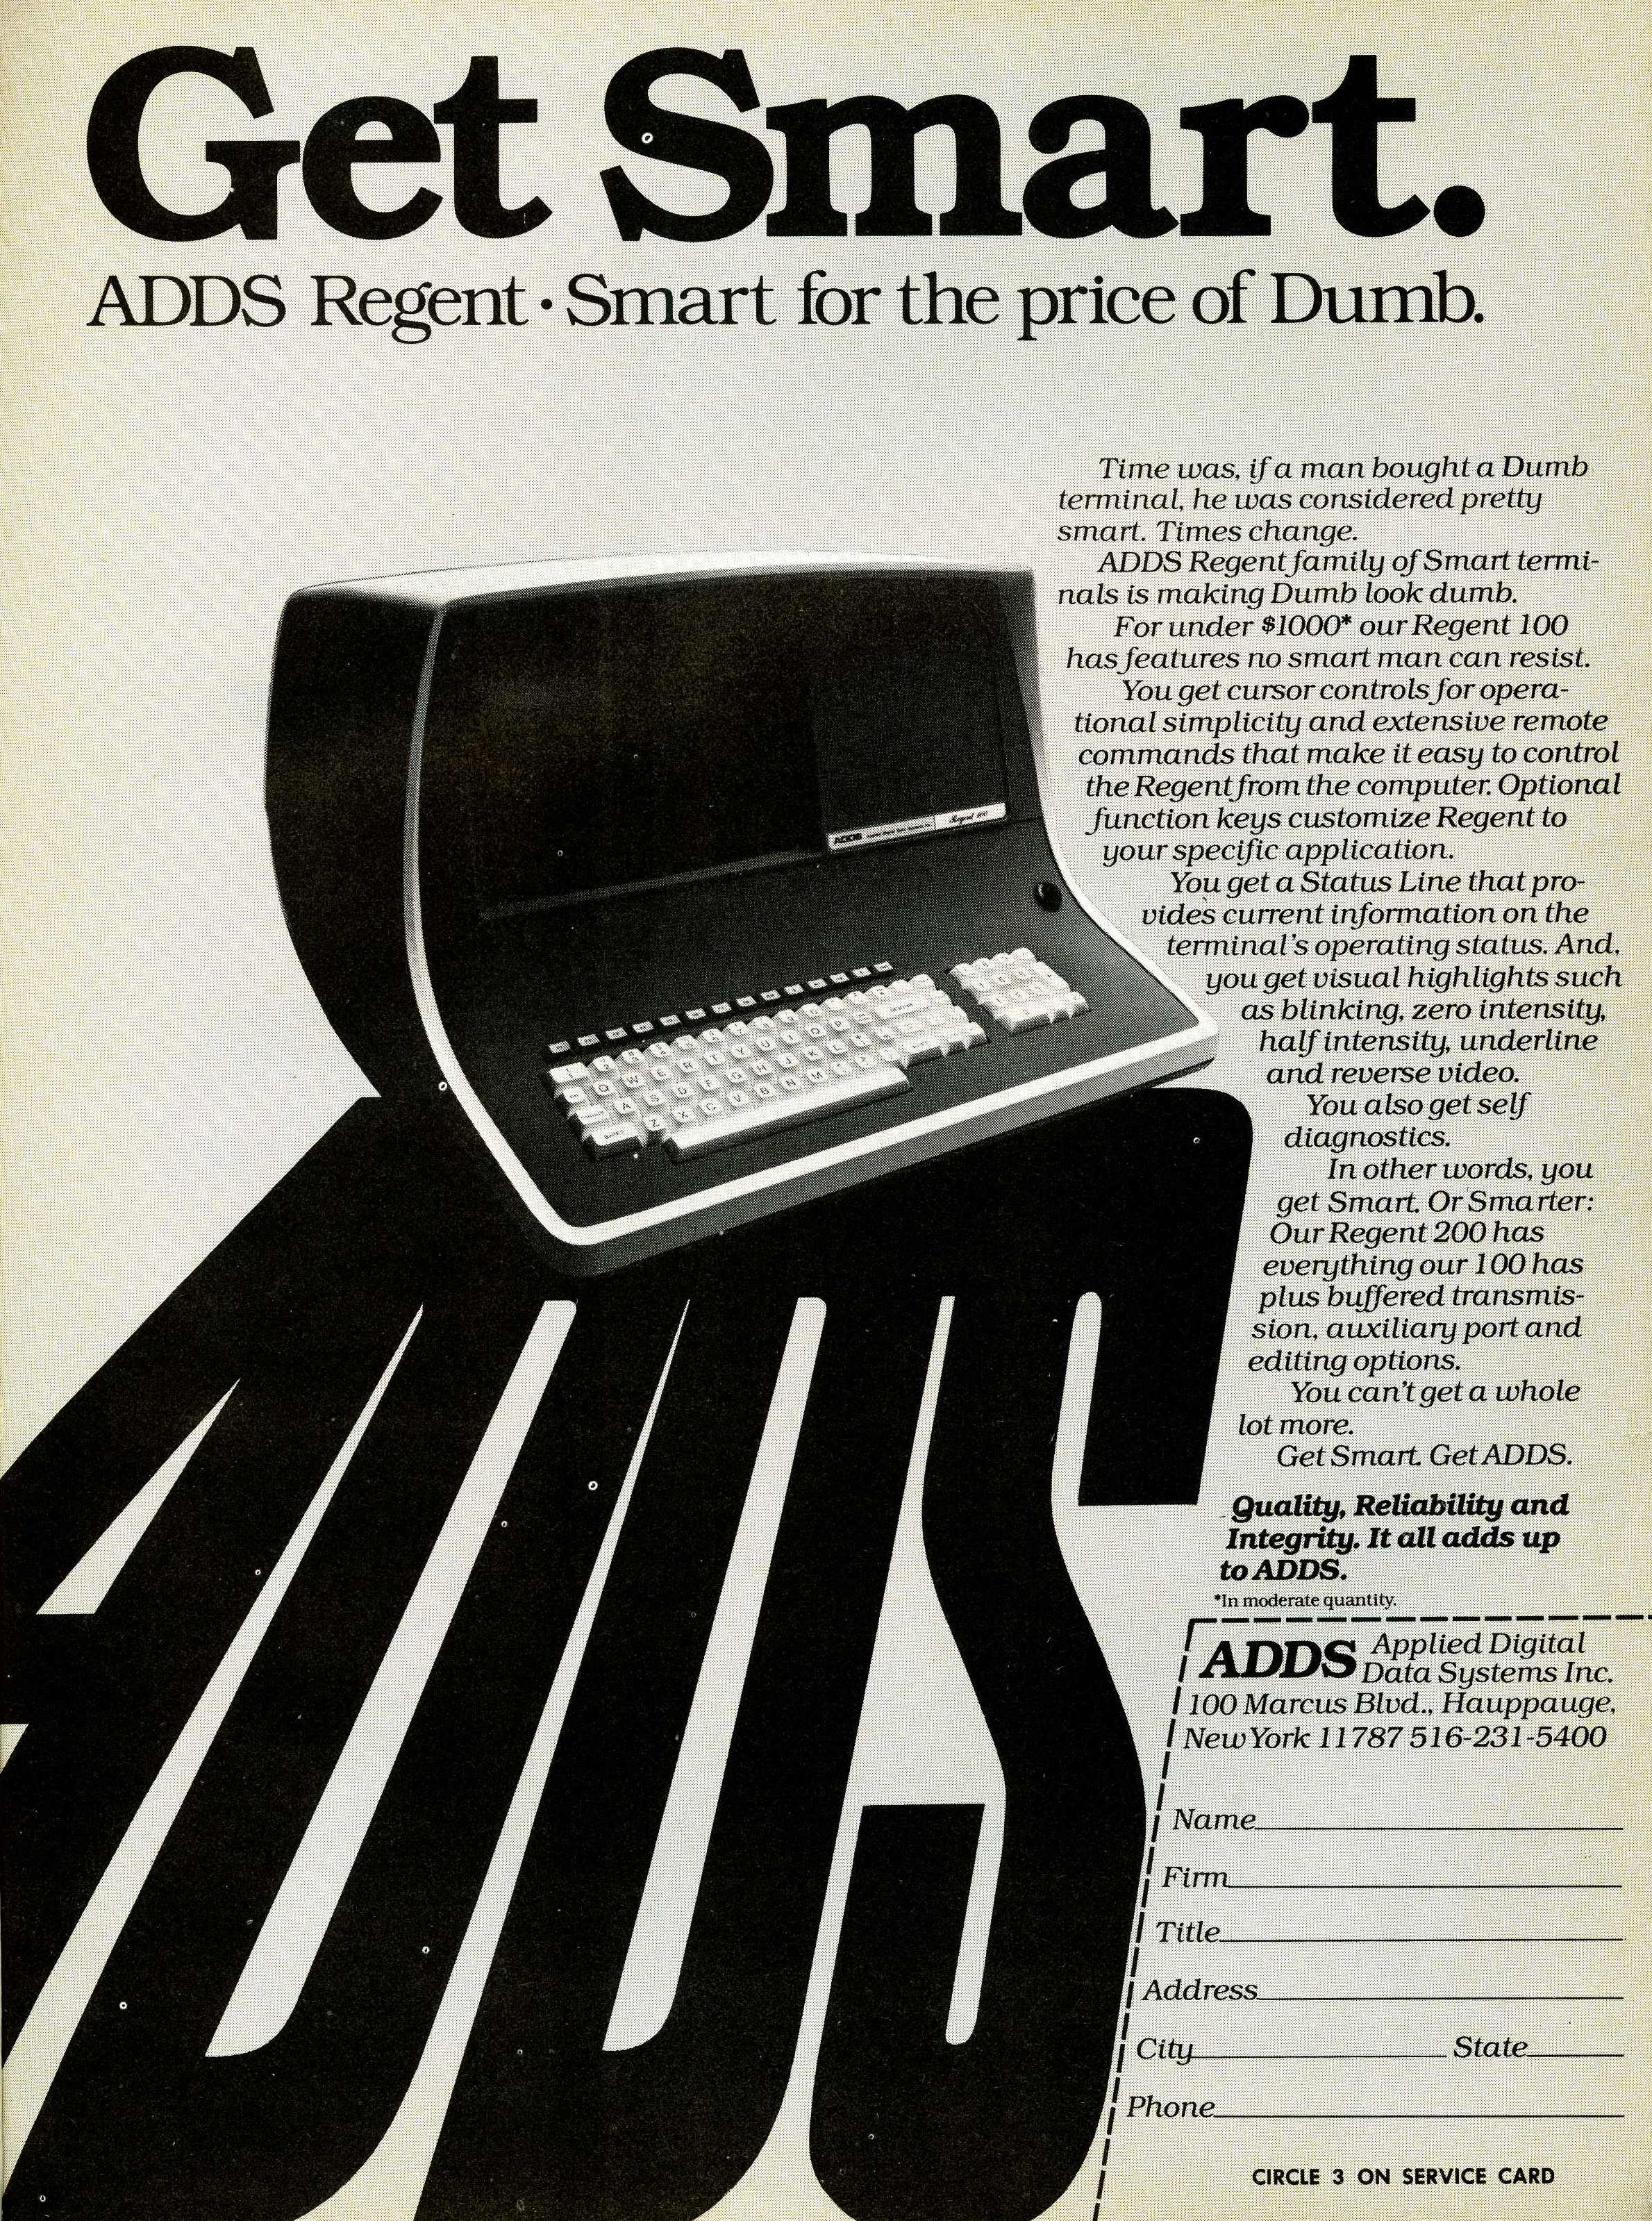 Get Smart.
ADDS Regent · Smart for the price of Dumb.
Time was, if a man bought a Dumb
terminal, he was considered pretty
smart. Times change.
ADDS Regent family of Smart termi-
nals is making Dumb look dumb.
For under $1000* our Regent 100
has features no smart man can resist.
You get cursor controls for opera-
tional simplicity and extensive remote
commands that make it easy to control
the Regent from the computer. Optional
function keys customize Regent to
your specific application.
You get a Status Line that pro-
vides current information on the
terminal's operating status. And,
you get visual highlights such
as blinking, zero intensity,
half intensity, underline
and reverse video.
You also get self
diagnostics.
In other words, you
get Smart. Or Smarter:
Our Regent 200 has
everything our 100 has
plus buffered transmis-
sion, auxiliary port and
editing options.
You can't get a whole
lot more.
Get Smart. Get ADDS.
Quality, Reliability and
Integrity. It all adds up
to ADDS.
*In moderate quantity.
ADDS Applied Digital
Data Systems Inc.
100 Marcus Blvd., Hauppauge,
New York 11787 516-231-5400
Name
Firm
Title
Address
City State
Phone
CIRCLE 3 ON SERVICE CARD
ADDS Regent 100
Q W E R T Y U I O P
A S D F G H J K L
Z X C V B N M
ADDS